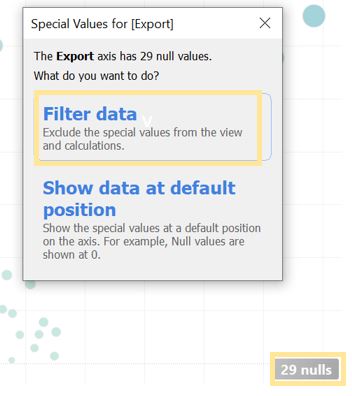 Special Values for [Export]
The Export axis has 29 null values.
What do you want to do?
Filter data
Exclude the special values from the view
and calculations.
Show data at default
position
Show the special values at a default position
on the axis. For example, Null values are
shown at 0.
29 nulls